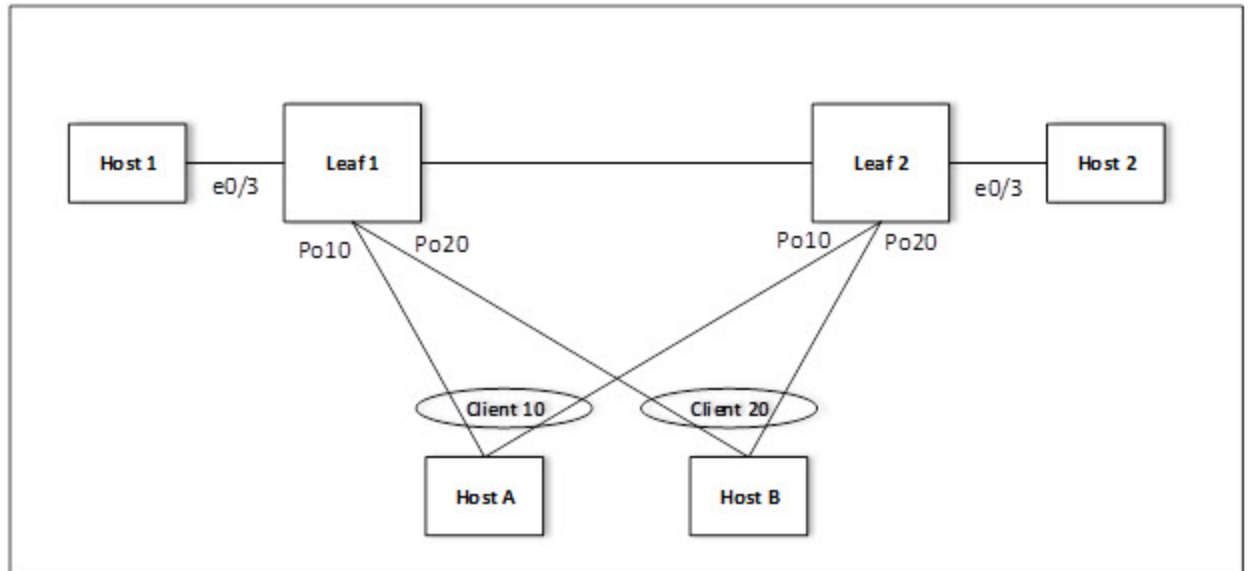 Host 1
Leaf 1
Leaf 2
Host 2
e0/3
e0/3
Po10
Po20
Po10
Po20
Client 10
Client 20
Host A
Host B